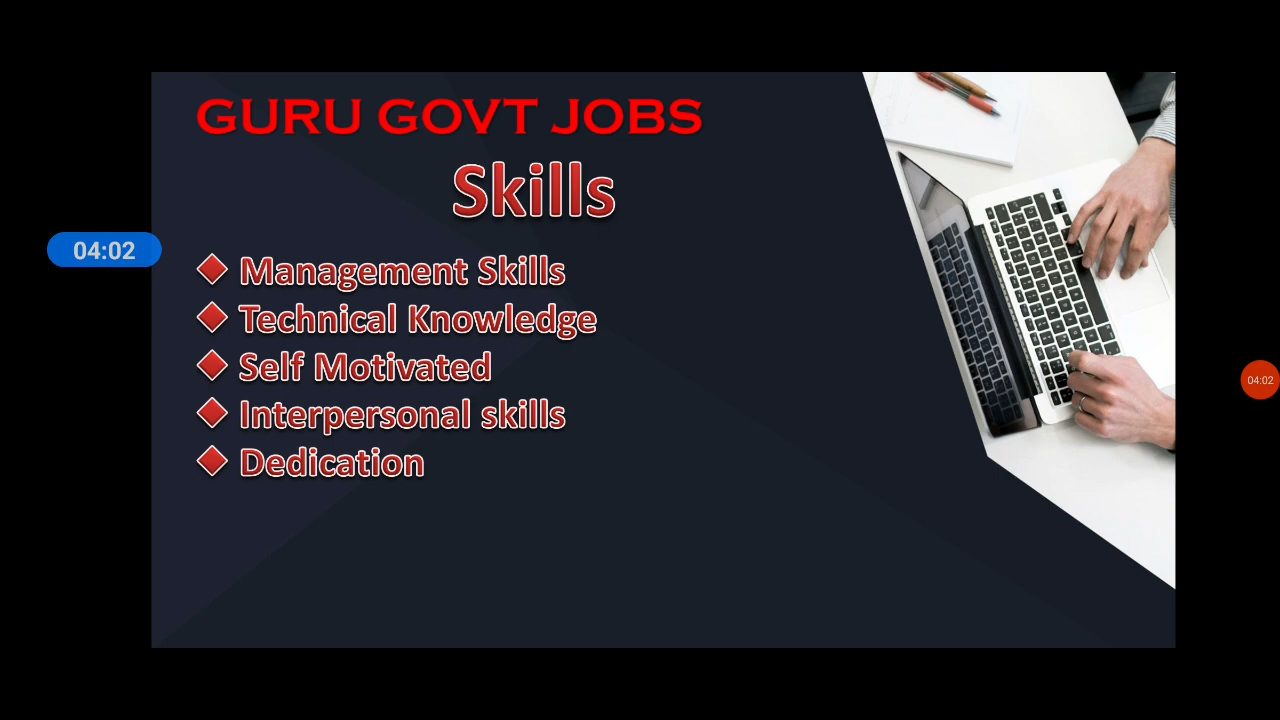 GURU GOVT JOBS
Skills
04:02
Management Skills
Technical Knowledge
Self Motivated
04:02
Interpersonal skills
Dedication